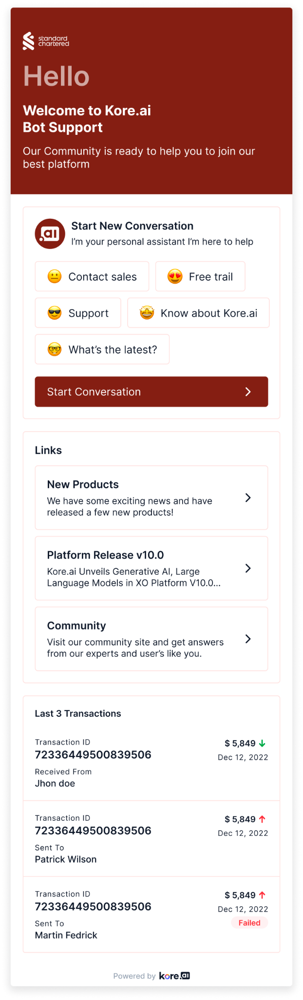 standard
chartered
Hello
Welcome to Kore.ai
Bot Support
Our Community is ready to help you to join our
best platform
.ai
Start New Conversation
I'm your personal assistant I'm here to help
Contact sales
Free trail
Support
Know about Kore.ai
What's the latest?
Start Conversation
Links
New Products
We have some exciting news and have
released a few new products!
Platform Release v10.0
Kore.ai Unveils Generative AI, Large
Language Models in XO Platform V10.0...
Community
Visit our community site and get answers
from our experts and user's like you.
Last 3 Transactions
Transaction ID
72336449500839506
$ 5,849
Dec 12, 2022
Received From
Jhon doe
Transaction ID
72336449500839506
$ 5,849
Dec 12, 2022
Sent To
Patrick Wilson
Transaction ID
72336449500839506
$ 5,849
Dec 12, 2022
Failed
Sent To
Martin Fedrick
Powered by kore.ai